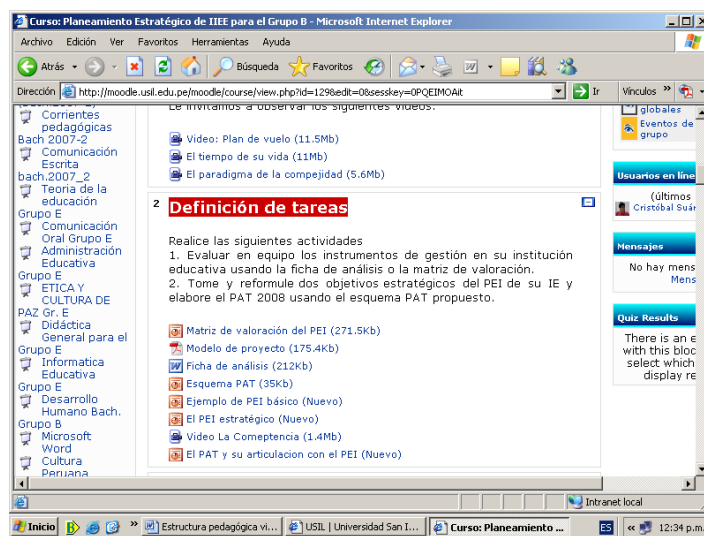 Curso: Planeamiento Estratégico de IIEE para el Grupo B - Microsoft Internet Explorer
Archivo Edición Ver Favoritos Herramientas Ayuda
Atrás Búsqueda Favoritos
Dirección http://moodle.usil.edu.pe/moodle/course/view.php?id=129&edit=0&sesskey=0PQEIMOAit Ir Vínculos »
Corrientes
pedagógicas
Bach 2007-2
Comunicación
Escrita
bach.2007_2
Teoria de la
educación
Grupo E
Comunicación
Oral Grupo E
Administración
Educativa
Grupo E
ETICA Y
CULTURA DE
PAZ Gr. E
Didáctica
General para el
Grupo E
Informatica
Educativa
Grupo E
Desarrollo
Humano Bach.
Grupo B
Microsoft
Word
Cultura
Peruana
Le invitamos a observar los siguientes videos.
Video: Plan de vuelo (11.5Mb)
El tiempo de su vida (11Mb)
El paradigma de la compejidad (5.6Mb)
2 Definición de tareas
Realice las siguientes actividades
1. Evaluar en equipo los instrumentos de gestión en su institución
educativa usando la ficha de análisis o la matriz de valoración.
2. Tome y reformule dos objetivos estratégicos del PEI de su IE y
elabore el PAT 2008 usando el esquema PAT propuesto.
Matriz de valoración del PEI (271.5Kb)
Modelo de proyecto (175.4Kb)
Ficha de análisis (212Kb)
Esquema PAT (35Kb)
Ejemplo de PEI básico (Nuevo)
El PEI estratégico (Nuevo)
Video La Comeptencia (1.4Mb)
El PAT y su articulacion con el PEI (Nuevo)
globales
Eventos de
grupo
Usuarios en líne
(últimos
Cristóbal Suár
Mensajes
No hay mens
Mens
Quiz Results
There is an e
with this bloc
select which
display re
Intranet local
Inicio » Estructura pedagógica vi... USIL | Universidad San I... Curso: Planeamiento ... ES « 12:34 p.m.